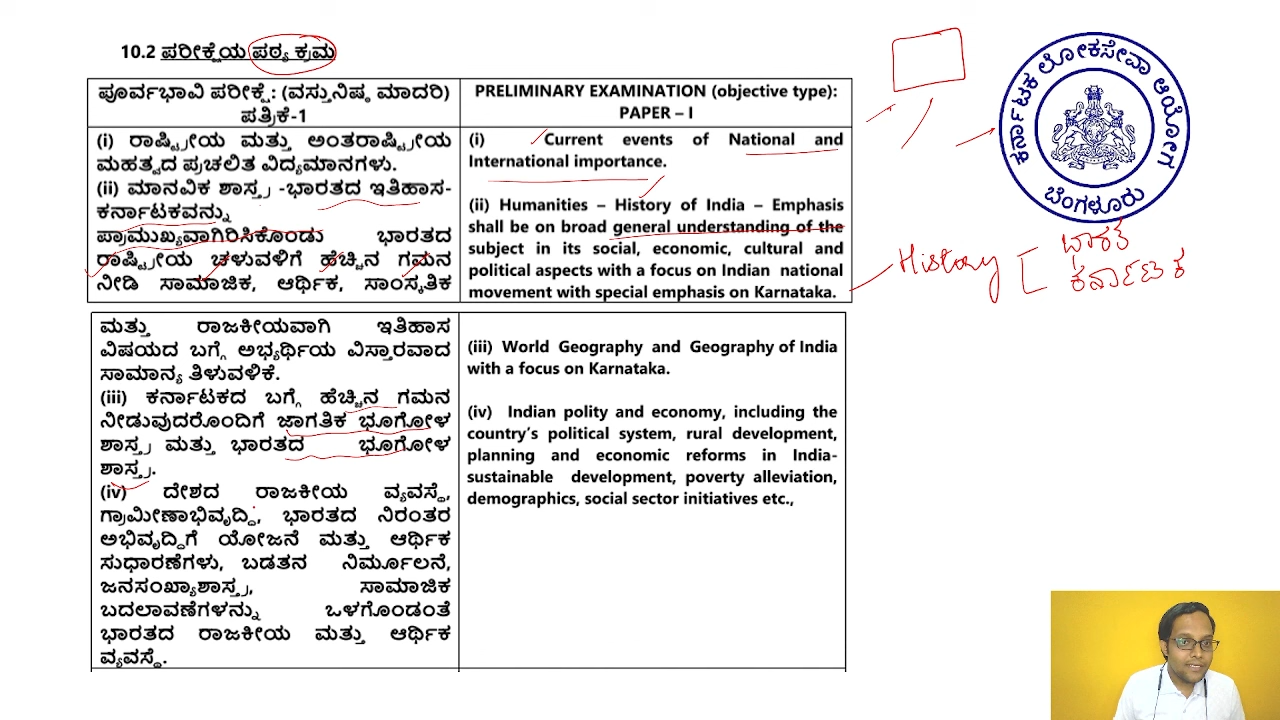 10.2 ಪರೀಕ್ಷೆಯ ಪಠ್ಯ ಕ್ರಮ
ಪೂರ್ವಭಾವಿ ಪರೀಕ್ಷೆ: (ವಸ್ತುನಿಷ್ಠ ಮಾದರಿ)
ಪತ್ರಿಕೆ-1
(i) ರಾಷ್ಟ್ರೀಯ ಮತ್ತು ಅಂತರಾಷ್ಟ್ರೀಯ
ಮಹತ್ವದ ಪ್ರಚಲಿತ ವಿದ್ಯಮಾನಗಳು.
(ii) ಮಾನವಿಕ ಶಾಸ್ತ್ರ -ಭಾರತದ ಇತಿಹಾಸ-
ಕರ್ನಾಟಕವನ್ನು
ಪ್ರಾಮುಖ್ಯವಾಗಿರಿಸಿಕೊಂಡು ಭಾರತದ
ರಾಷ್ಟ್ರೀಯ ಚಳುವಳಿಗೆ ಹೆಚ್ಚಿನ ಗಮನ
ನೀಡಿ ಸಾಮಾಜಿಕ, ಆರ್ಥಿಕ, ಸಾಂಸ್ಕೃತಿಕ
ಮತ್ತು ರಾಜಕೀಯವಾಗಿ ಇತಿಹಾಸ
ವಿಷಯದ ಬಗ್ಗೆ ಅಭ್ಯರ್ಥಿಯ ವಿಸ್ತಾರವಾದ
ಸಾಮಾನ್ಯ ತಿಳುವಳಿಕೆ.
(iii) ಕರ್ನಾಟಕದ ಬಗ್ಗೆ ಹೆಚ್ಚಿನ ಗಮನ
ನೀಡುವುದರೊಂದಿಗೆ ಜಾಗತಿಕ ಭೂಗೋಳ
ಶಾಸ್ತ್ರ ಮತ್ತು ಭಾರತದ ಭೂಗೋಳ
ಶಾಸ್ತ್ರ.
(iv) ದೇಶದ ರಾಜಕೀಯ ವ್ಯವಸ್ಥೆ,
ಗ್ರಾಮೀಣಾಭಿವೃದ್ಧಿ, ಭಾರತದ ನಿರಂತರ
ಅಭಿವೃದ್ಧಿಗೆ ಯೋಜನೆ ಮತ್ತು ಆರ್ಥಿಕ
ಸುಧಾರಣೆಗಳು, ಬಡತನ ನಿರ್ಮೂಲನೆ,
ಜನಸಂಖ್ಯಾಶಾಸ್ತ್ರ, ಸಾಮಾಜಿಕ
ಬದಲಾವಣೆಗಳನ್ನು ಒಳಗೊಂಡಂತೆ
ಭಾರತದ ರಾಜಕೀಯ ಮತ್ತು ಆರ್ಥಿಕ
ವ್ಯವಸ್ಥೆ.
PRELIMINARY EXAMINATION (objective type):
PAPER – I
(i) Current events of National and
International importance.
(ii) Humanities – History of India – Emphasis
shall be on broad general understanding of the
subject in its social, economic, cultural and
political aspects with a focus on Indian national
movement with special emphasis on Karnataka.
(iii) World Geography and Geography of India
with a focus on Karnataka.
(iv) Indian polity and economy, including the
country's political system, rural development,
planning and economic reforms in India-
sustainable development, poverty alleviation,
demographics, social sector initiatives etc.,
ಕರ್ನಾಟಕ ಲೋಕಸೇವಾ ಆಯೋಗ
ಬೆಂಗಳೂರು
History
ಭಾರತ
ಕರ್ನಾಟಕ